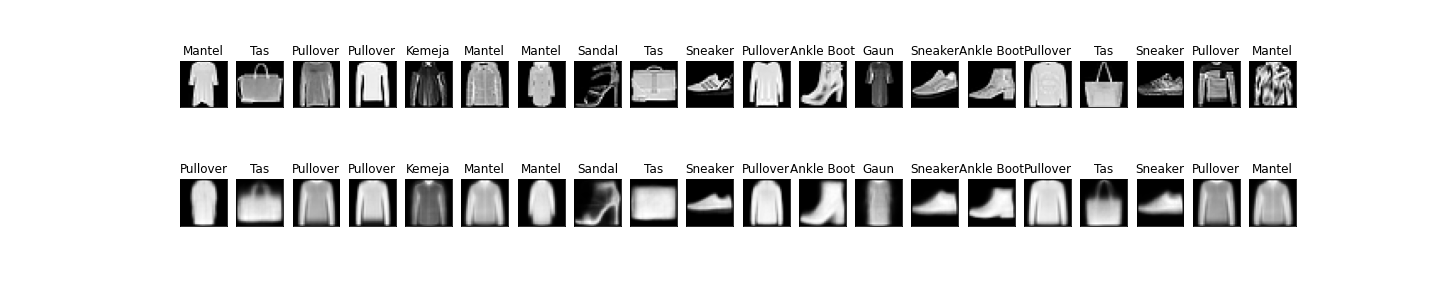 Mantel Tas Pullover Pullover Kemeja Mantel Mantel Sandal Tas Sneaker Pullover Ankle Boot Gaun Sneaker Ankle Boot Pullover Tas Sneaker Pullover Mantel
Pullover Tas Pullover Pullover Kemeja Mantel Mantel Sandal Tas Sneaker Pullover Ankle Boot Gaun Sneaker Ankle Boot Pullover Tas Sneaker Pullover Mantel